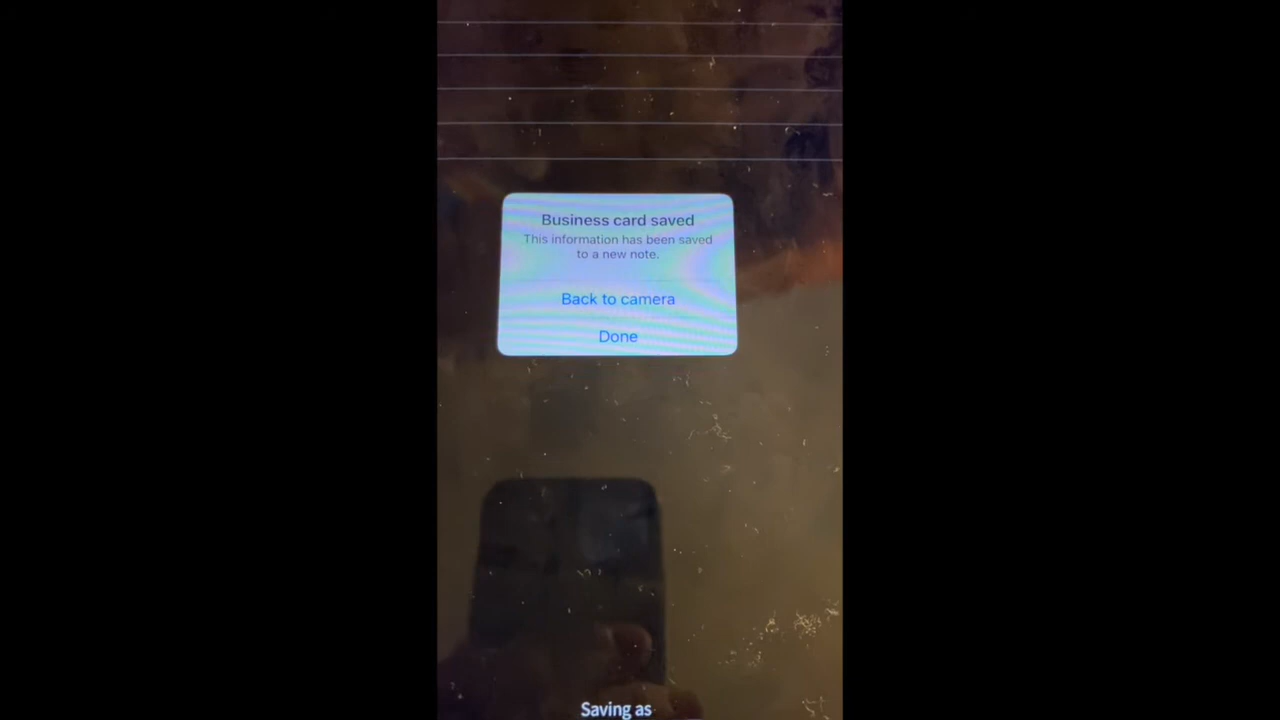 Business card saved
This information has been saved
to a new note.
Back to camera
Done
Saving as